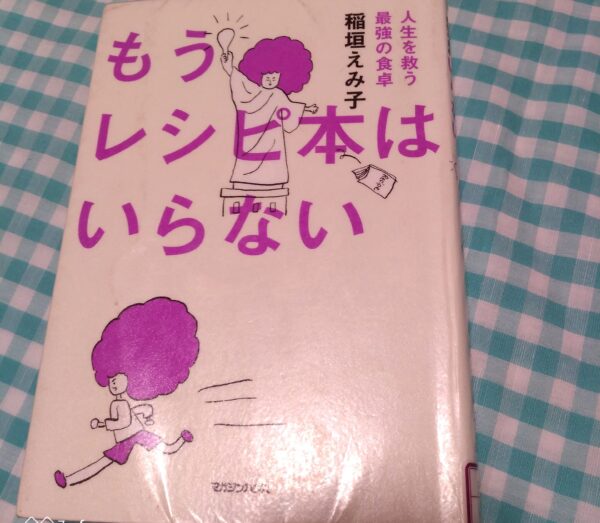 人生を救う
最強の食卓
稲垣えみ子
もう
レシピ本は
いらない
マガジンハウス